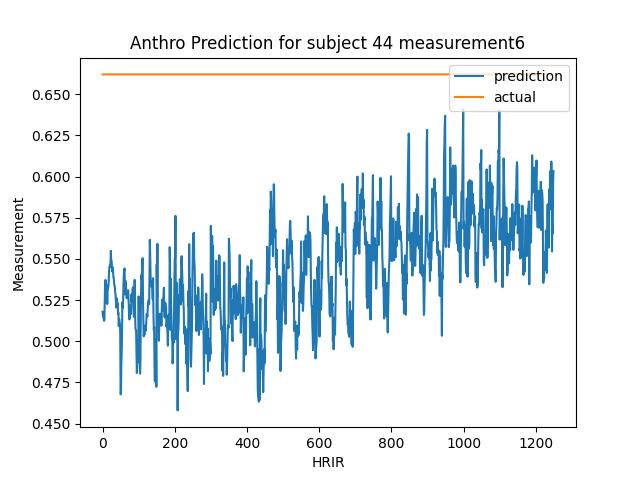 Anthro Prediction for subject 44 measurement6
prediction
actual
Measurement
0.650
0.625
0.600
0.575
0.550
0.525
0.500
0.475
0.450
0 200 400 600 800 1000 1200
HRIR